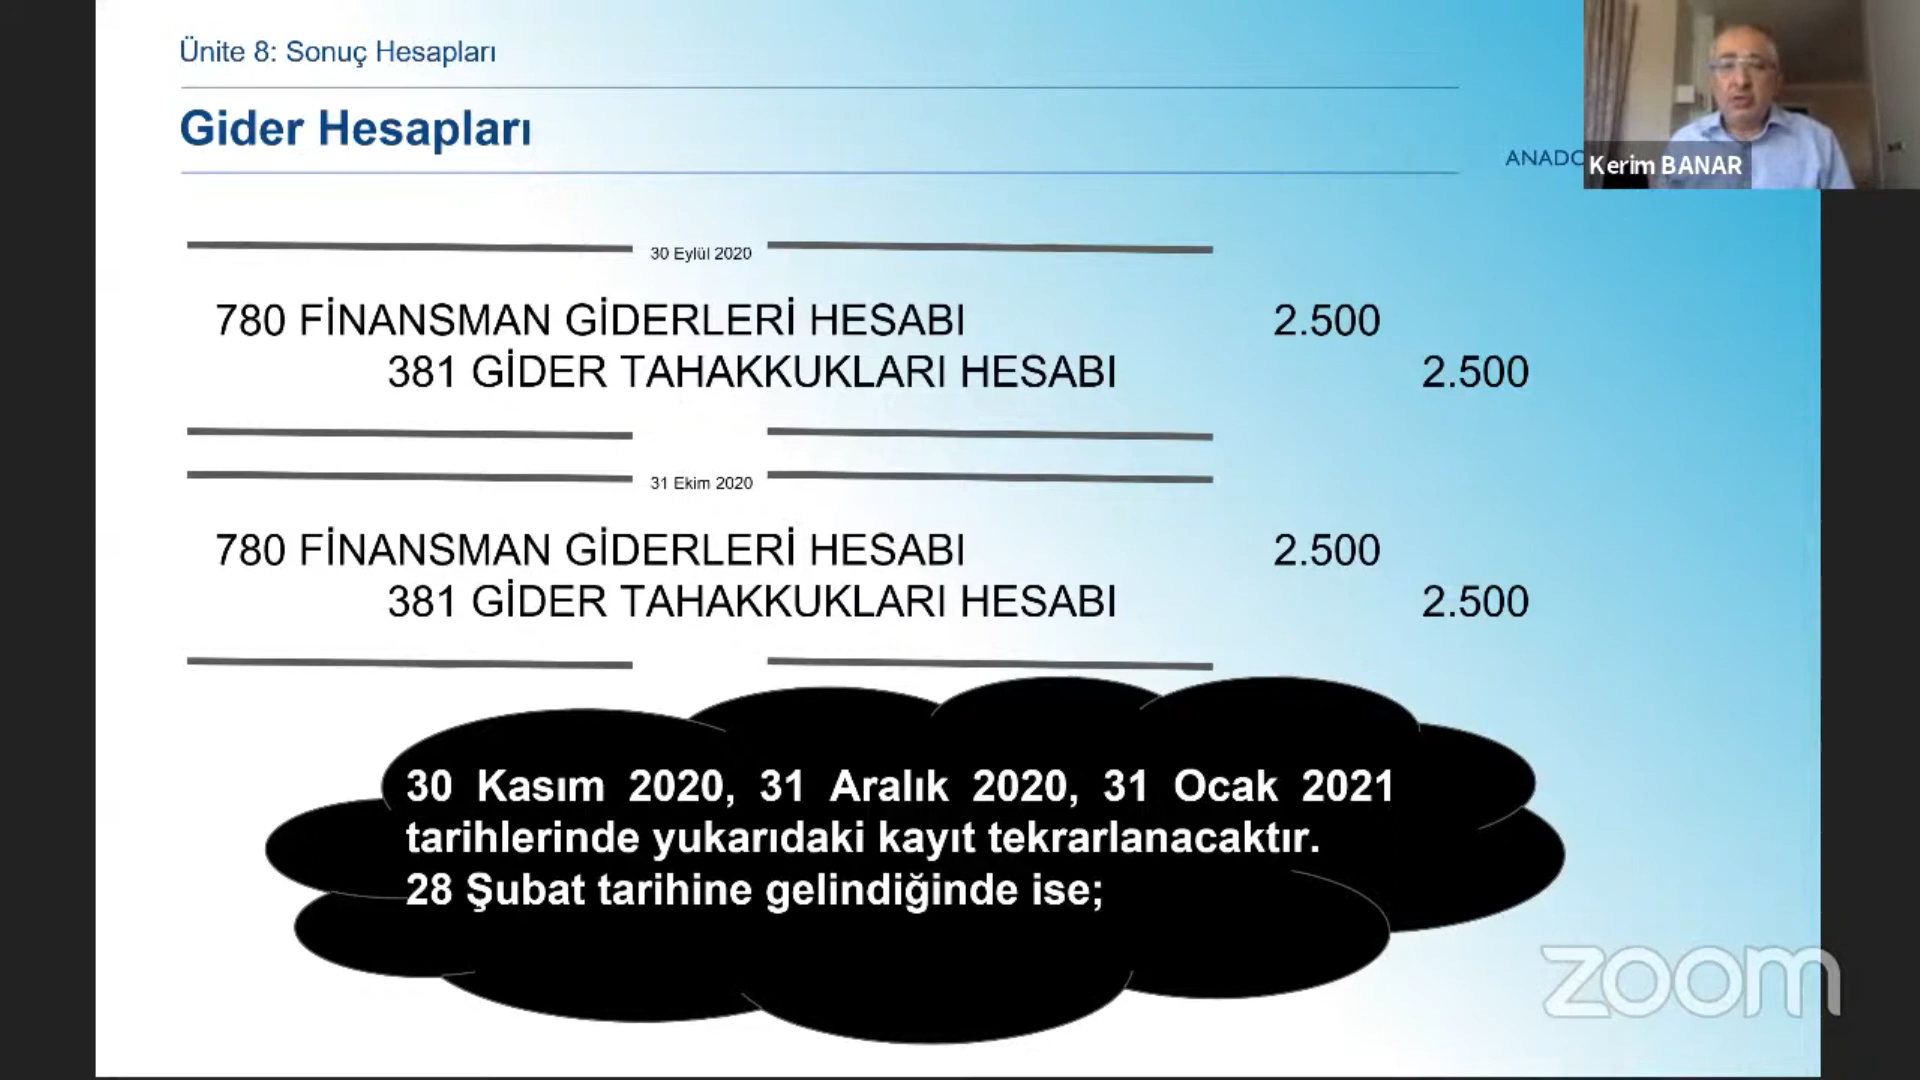 Ünite 8: Sonuç Hesapları
Gider Hesapları
ANADO
Kerim BANAR
30 Eylül 2020
780 FİNANSMAN GİDERLERİ HESABI 2.500
381 GİDER TAHAKKUKLARI HESABI 2.500
31 Ekim 2020
780 FİNANSMAN GİDERLERİ HESABI 2.500
381 GİDER TAHAKKUKLARI HESABI 2.500
30 Kasım 2020, 31 Aralık 2020, 31 Ocak 2021
tarihlerinde yukarıdaki kayıt tekrarlanacaktır.
28 Şubat tarihine gelindiğinde ise;
zoom